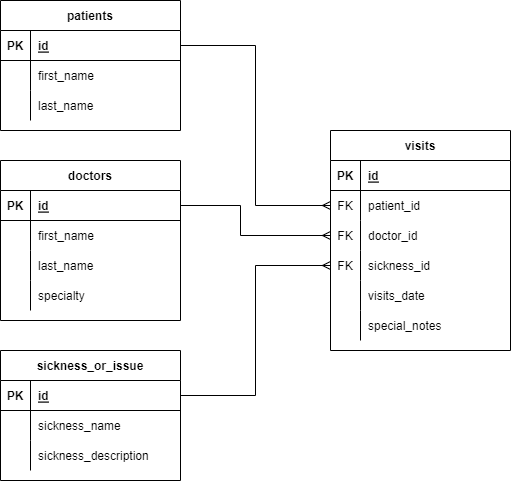 patients
PK id
first_name
last_name
doctors
PK id
first_name
last_name
specialty
sickness_or_issue
PK id
sickness_name
sickness_description
visits
PK id
FK patient_id
FK doctor_id
FK sickness_id
visits_date
special_notes